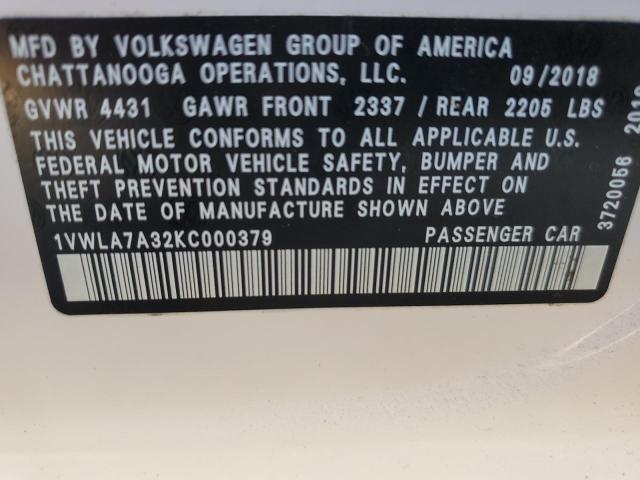 MFD BY VOLKSWAGEN GROUP OF AMERICA
CHATTANOOGA OPERATIONS, LLC. 09/2018
GVWR 4431 GAWR FRONT 2337 / REAR 2205 LBS
THIS VEHICLE CONFORMS TO ALL APPLICABLE U.S.
FEDERAL MOTOR VEHICLE SAFETY, BUMPER AND
THEFT PREVENTION STANDARDS IN EFFECT ON
THE DATE OF MANUFACTURE SHOWN ABOVE
1VWLA7A32KC000379 PASSENGER CAR
3720056